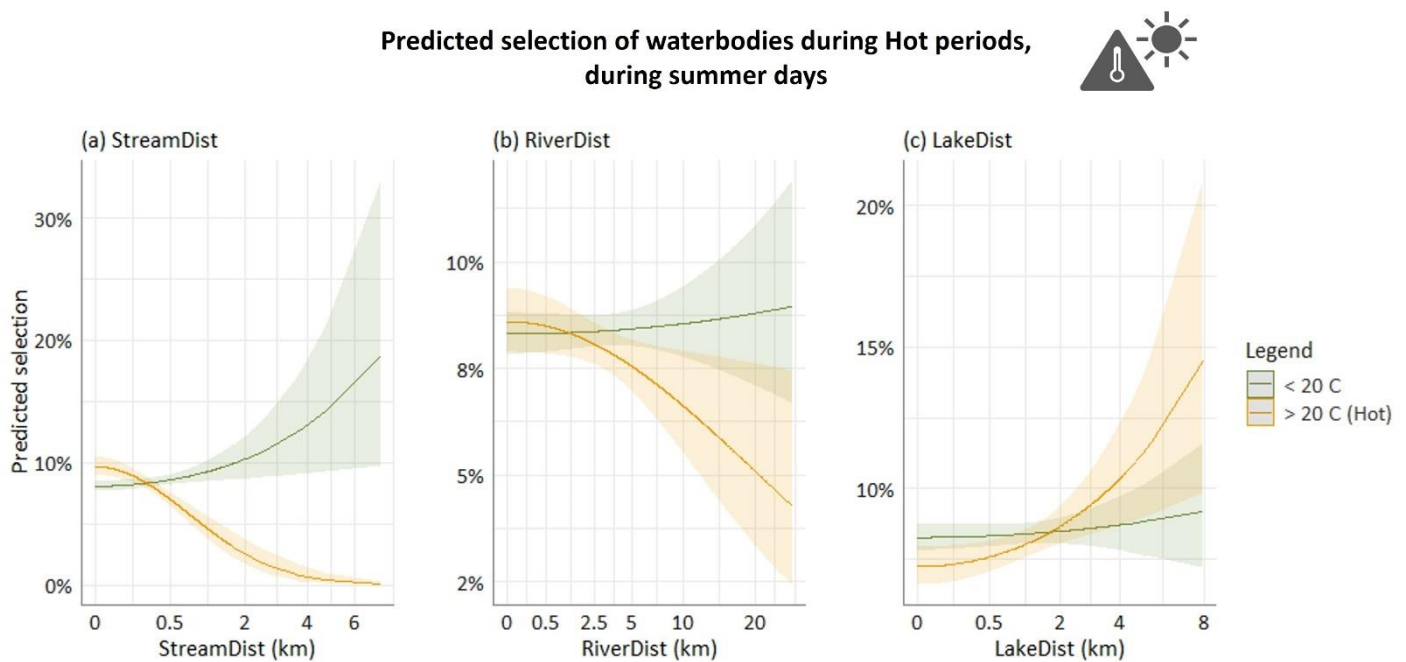 Predicted selection of waterbodies during Hot periods,
during summer days
(a) StreamDist
(b) RiverDist
(c) LakeDist
Predicted selection
30%
20%
10%
0%
0 0.5 2 4 6
StreamDist (km)
10%
8%
5%
2%
0 0.5 2.5 5 10 20
RiverDist (km)
20%
15%
10%
0 0.5 2 4 8
LakeDist (km)
Legend
< 20 C
> 20 C (Hot)